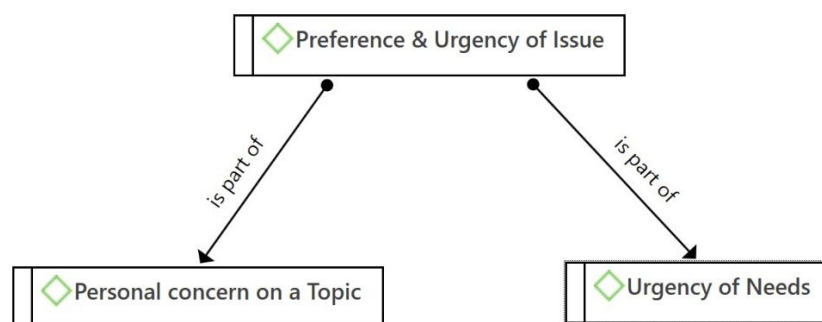 Preference & Urgency of Issue
is part of
is part of
Personal concern on a Topic
Urgency of Needs